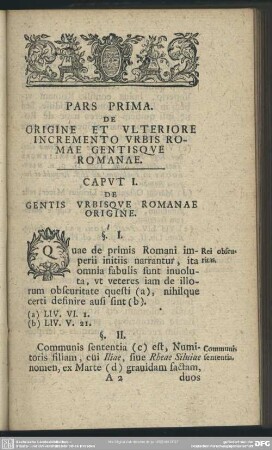 PARS PRIMA.
DE
ORIGINE ET VLTERIORE
INCREMENTO VRBIS RO-
MAE GENTISQVE
ROMANAE.
CAPVT I.
DE
GENTIS VRBISQVE ROMANAE
ORIGINE.
§. I.
Quae de primis Romani im- Rei obscu-
perii initiis narrantur, ita ritas.
omnia fabulis sunt inuolu-
ta, vt veteres iam de illo-
rum obscuritate questi (a), nihilque
certi definire ausi sint (b).
(a) LIV. VI. 1.
(b) LIV. V. 21.
§. II.
Communis sententia (c) est, Numi- Communis
toris filiam, cui Iliae, siue Rheae Siluiae sententia.
nomen, ex Marte (d) grauidam factam,
A 2 duos